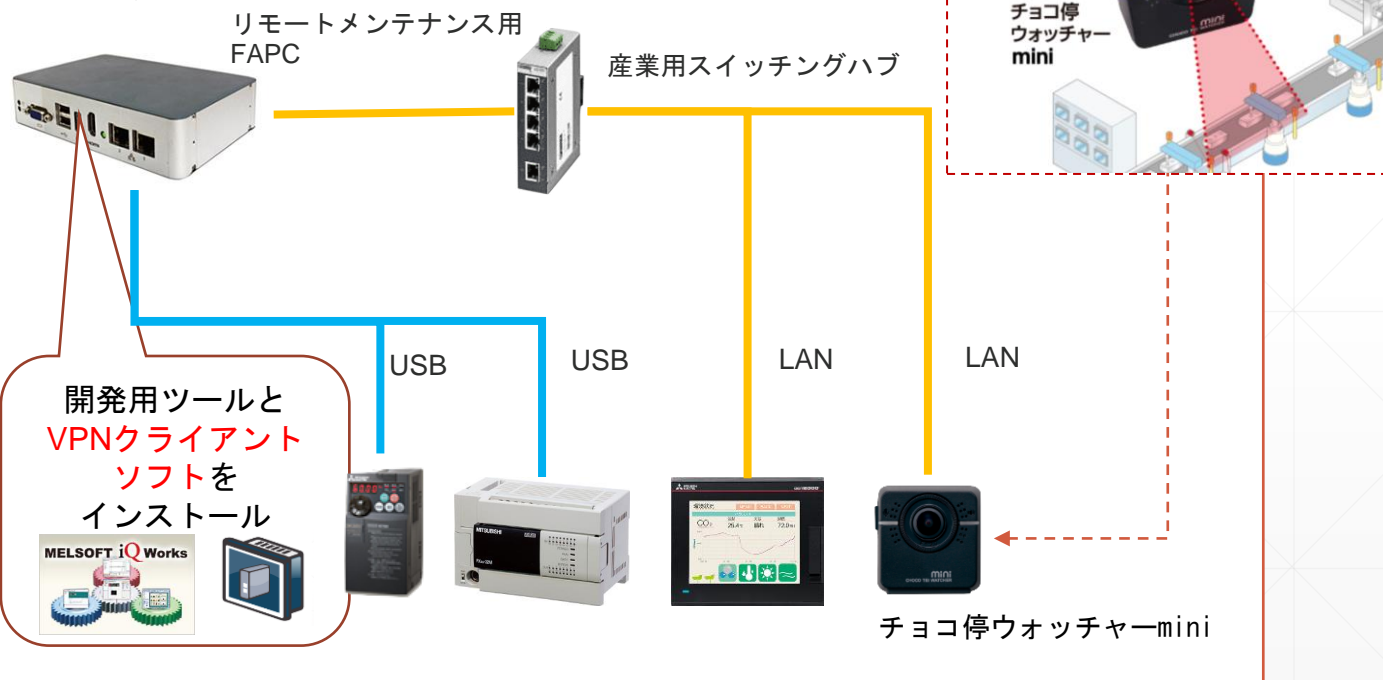 リモートメンテナンス用
FAPC
産業用スイッチングハブ
チョコ停
ウォッチャー
mini
USB
USB
LAN
LAN
開発用ツールと
VPNクライアント
ソフトを
インストール
MELSOFT iQ Works
MITSUBISHI
CO2
mini
チョコ停ウォッチャーmini